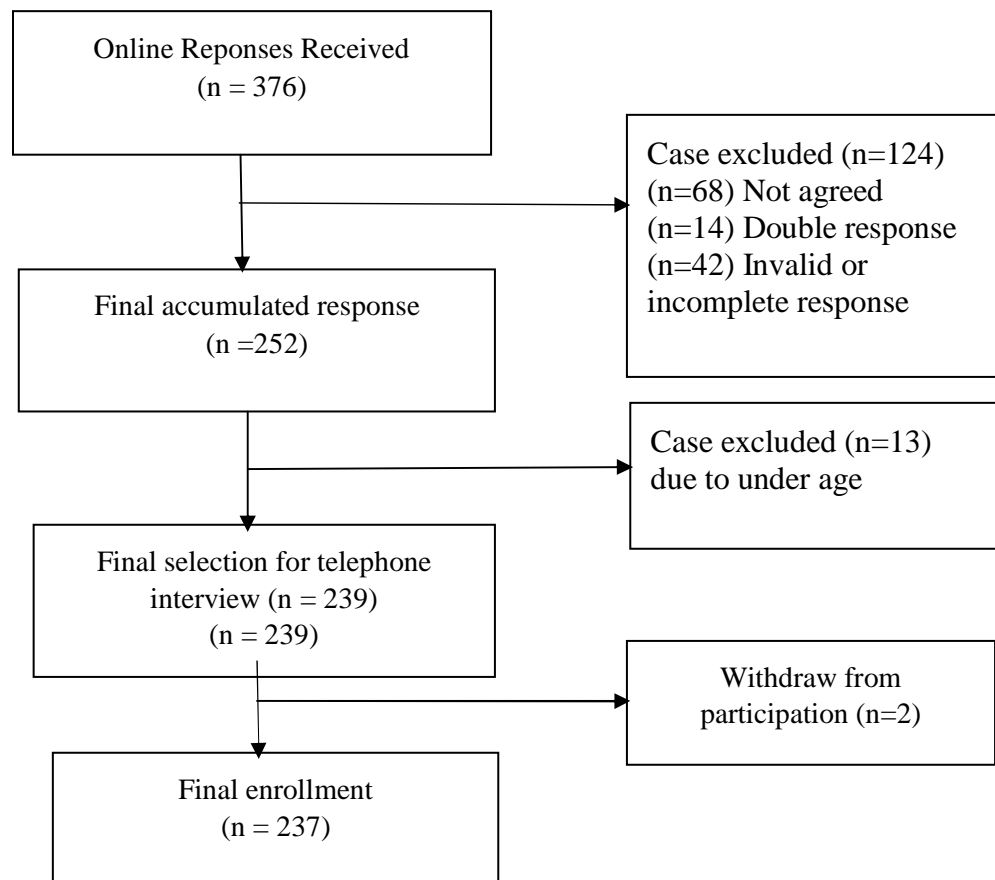 Online Reponses Received
(n = 376)
Case excluded (n=124)
(n=68) Not agreed
(n=14) Double response
(n=42) Invalid or
incomplete response
Final accumulated response
(n =252)
Case excluded (n=13)
due to under age
Final selection for telephone
interview (n = 239)
(n = 239)
Withdraw from
participation (n=2)
Final enrollment
(n = 237)